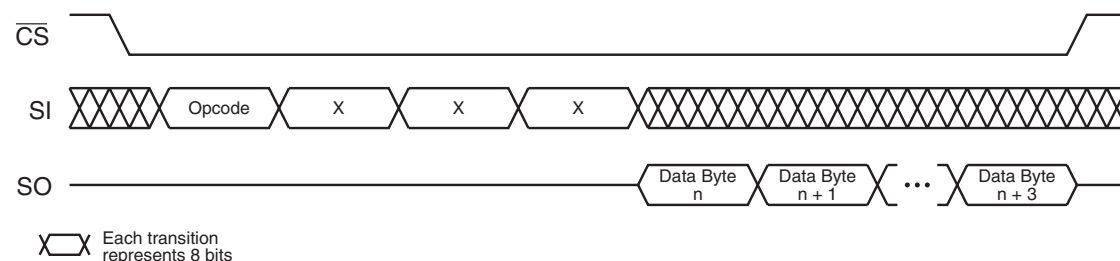 CS
SI
Opcode X X X
SO
Data Byte n
Data Byte n + 1
•••
Data Byte n + 3
Each transition
represents 8 bits